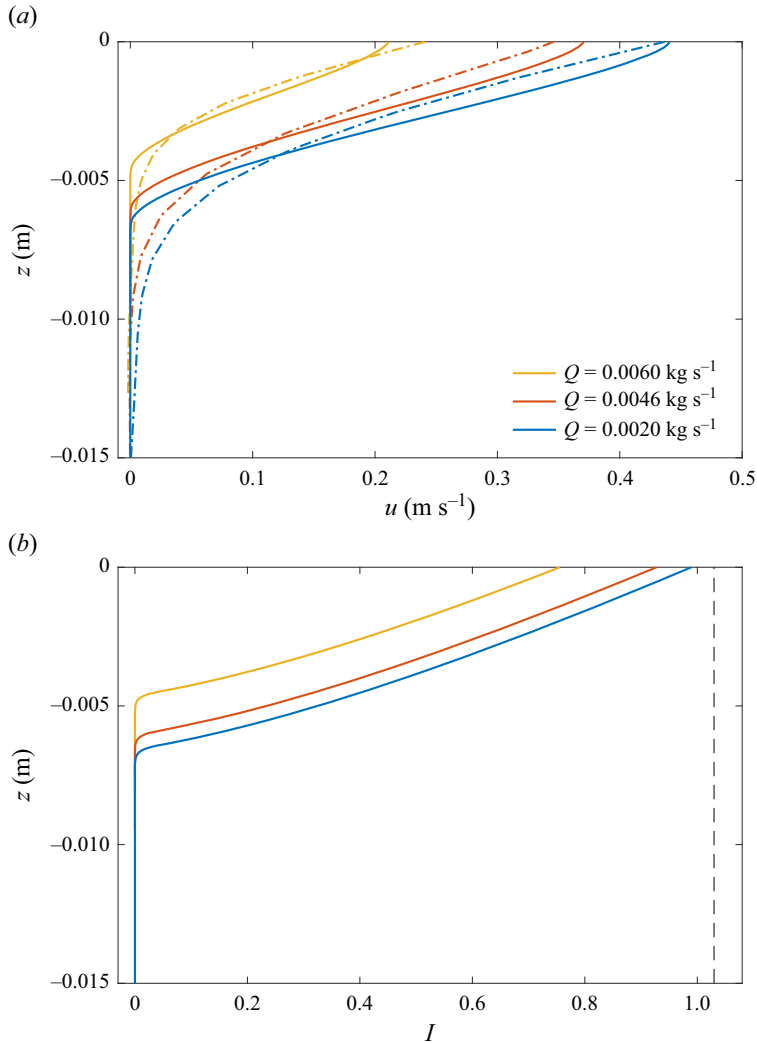 (a)
0
–0.005
z (m)
–0.010
Q = 0.0060 kg s⁻¹
Q = 0.0046 kg s⁻¹
Q = 0.0020 kg s⁻¹
–0.015
0 0.1 0.2 0.3 0.4 0.5
u (m s⁻¹)
(b)
0
–0.005
z (m)
–0.010
–0.015
0 0.2 0.4 0.6 0.8 1.0
I